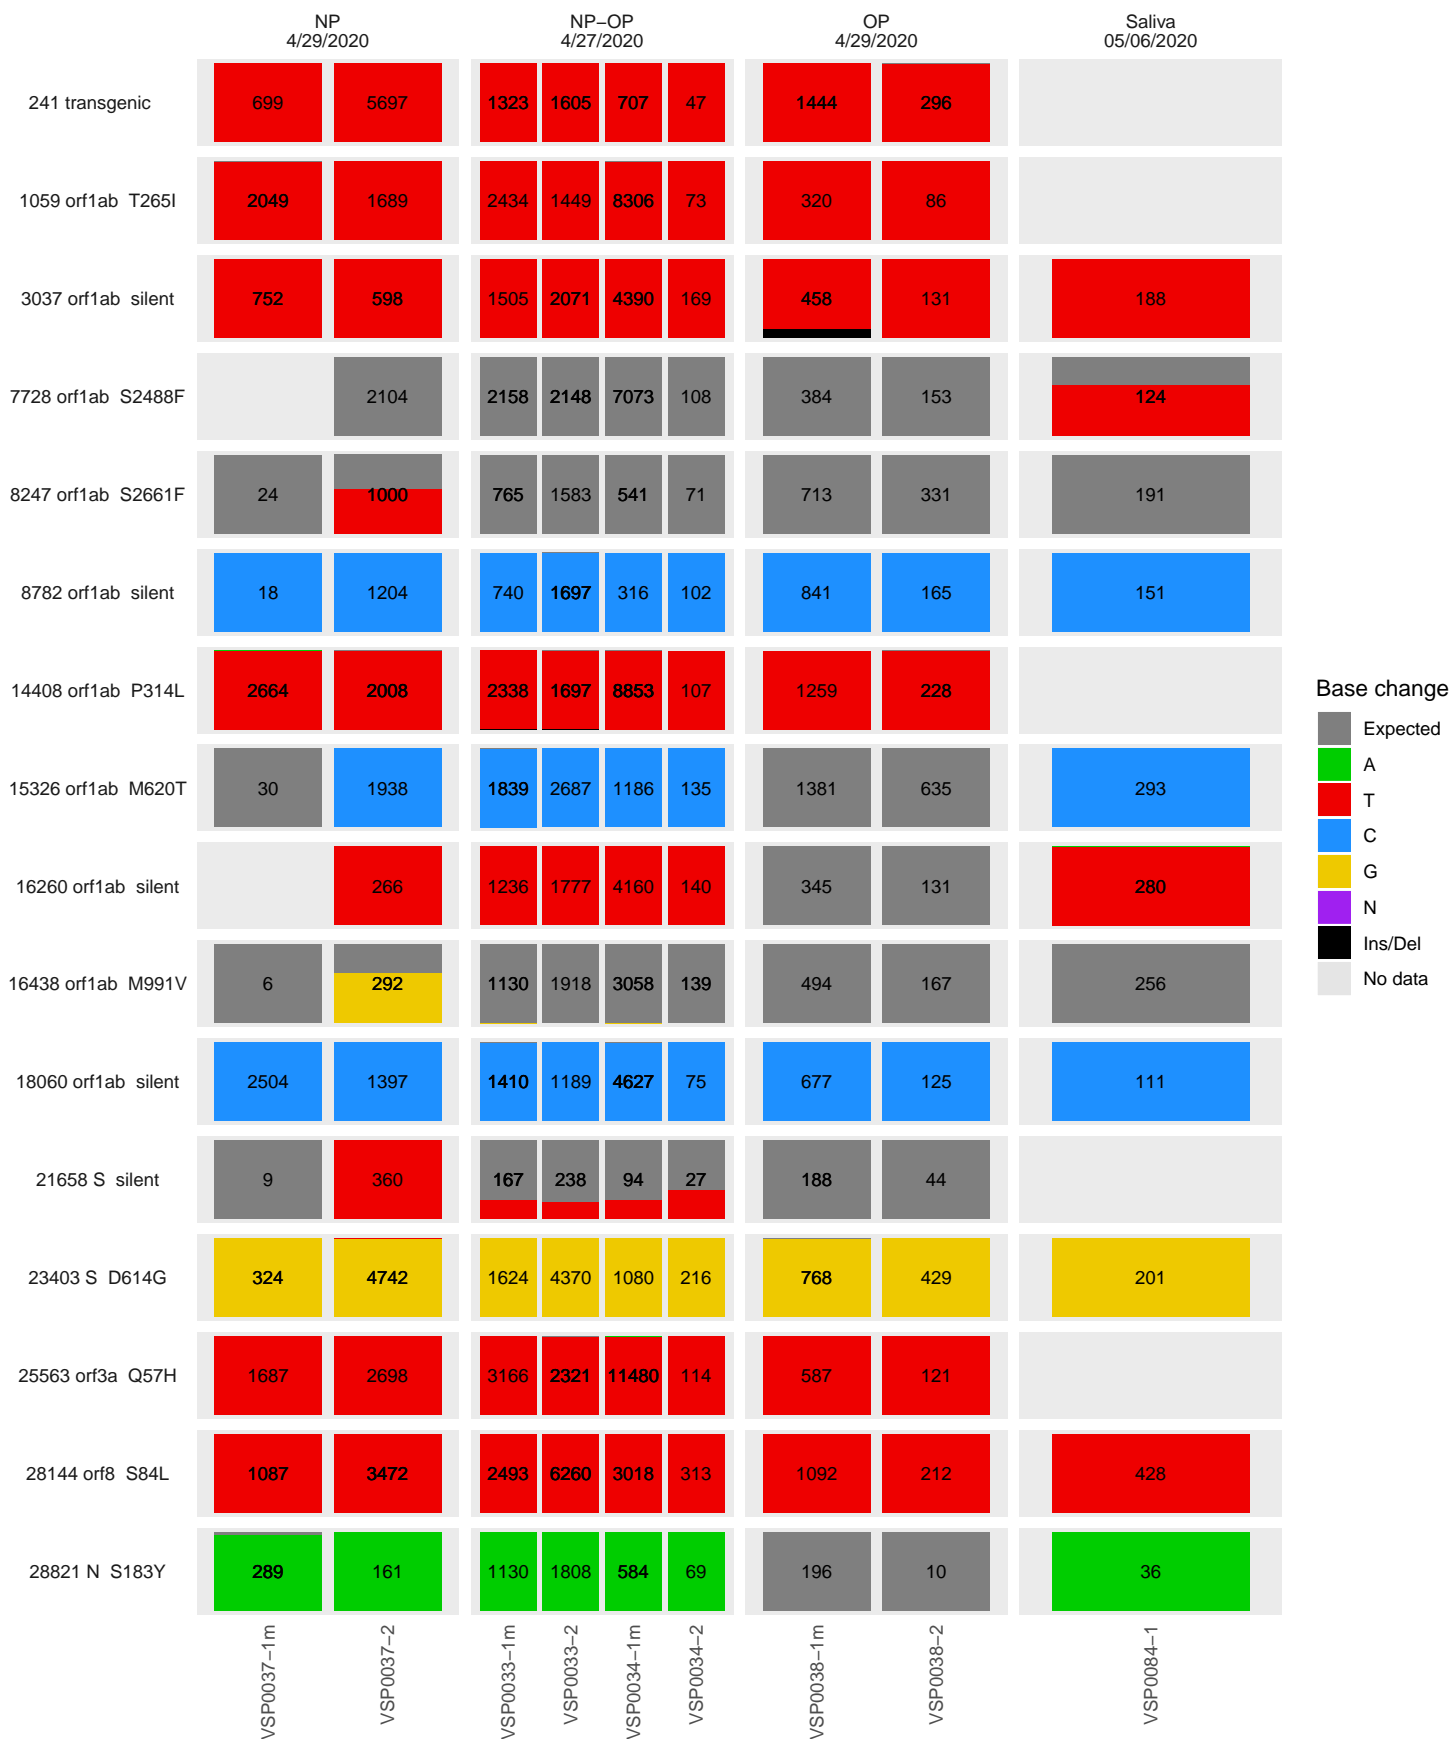 NP NP−OP OP Saliva
4/29/2020 4/27/2020 4/29/2020 05/06/2020
241 transgenic 699 5697 1323 1605 707 47 1444 296
1059 orf1ab T265I 2049 1689 2434 1449 8306 73 320 86
3037 orf1ab silent 752 598 1505 2071 4390 169 458 131 188
7728 orf1ab S2488F 2104 2158 2148 7073 108 384 153 124
8247 orf1ab S2661F 24 1000 765 1583 541 71 713 331 191
8782 orf1ab silent 18 1204 740 1697 316 102 841 165 151
14408 orf1ab P314L 2664 2008 2338 1697 8853 107 1259 228
15326 orf1ab M620T 30 1938 1839 2687 1186 135 1381 635 293
16260 orf1ab silent 266 1236 1777 4160 140 345 131 280
16438 orf1ab M991V 6 292 1130 1918 3058 139 494 167 256
18060 orf1ab silent 2504 1397 1410 1189 4627 75 677 125 111
21658 S silent 9 360 167 238 94 27 188 44
23403 S D614G 324 4742 1624 4370 1080 216 768 429 201
25563 orf3a Q57H 1687 2698 3166 2321 11480 114 587 121
28144 orf8 S84L 1087 3472 2493 6260 3018 313 1092 212 428
28821 N S183Y 289 161 1130 1808 584 69 196 10 36
VSP0037−1m VSP0037−2 VSP0033−1m VSP0033−2 VSP0034−1m VSP0034−2 VSP0038−1m VSP0038−2 VSP0084−1
Base change
Expected
A
T
C
G
N
Ins/Del
No data